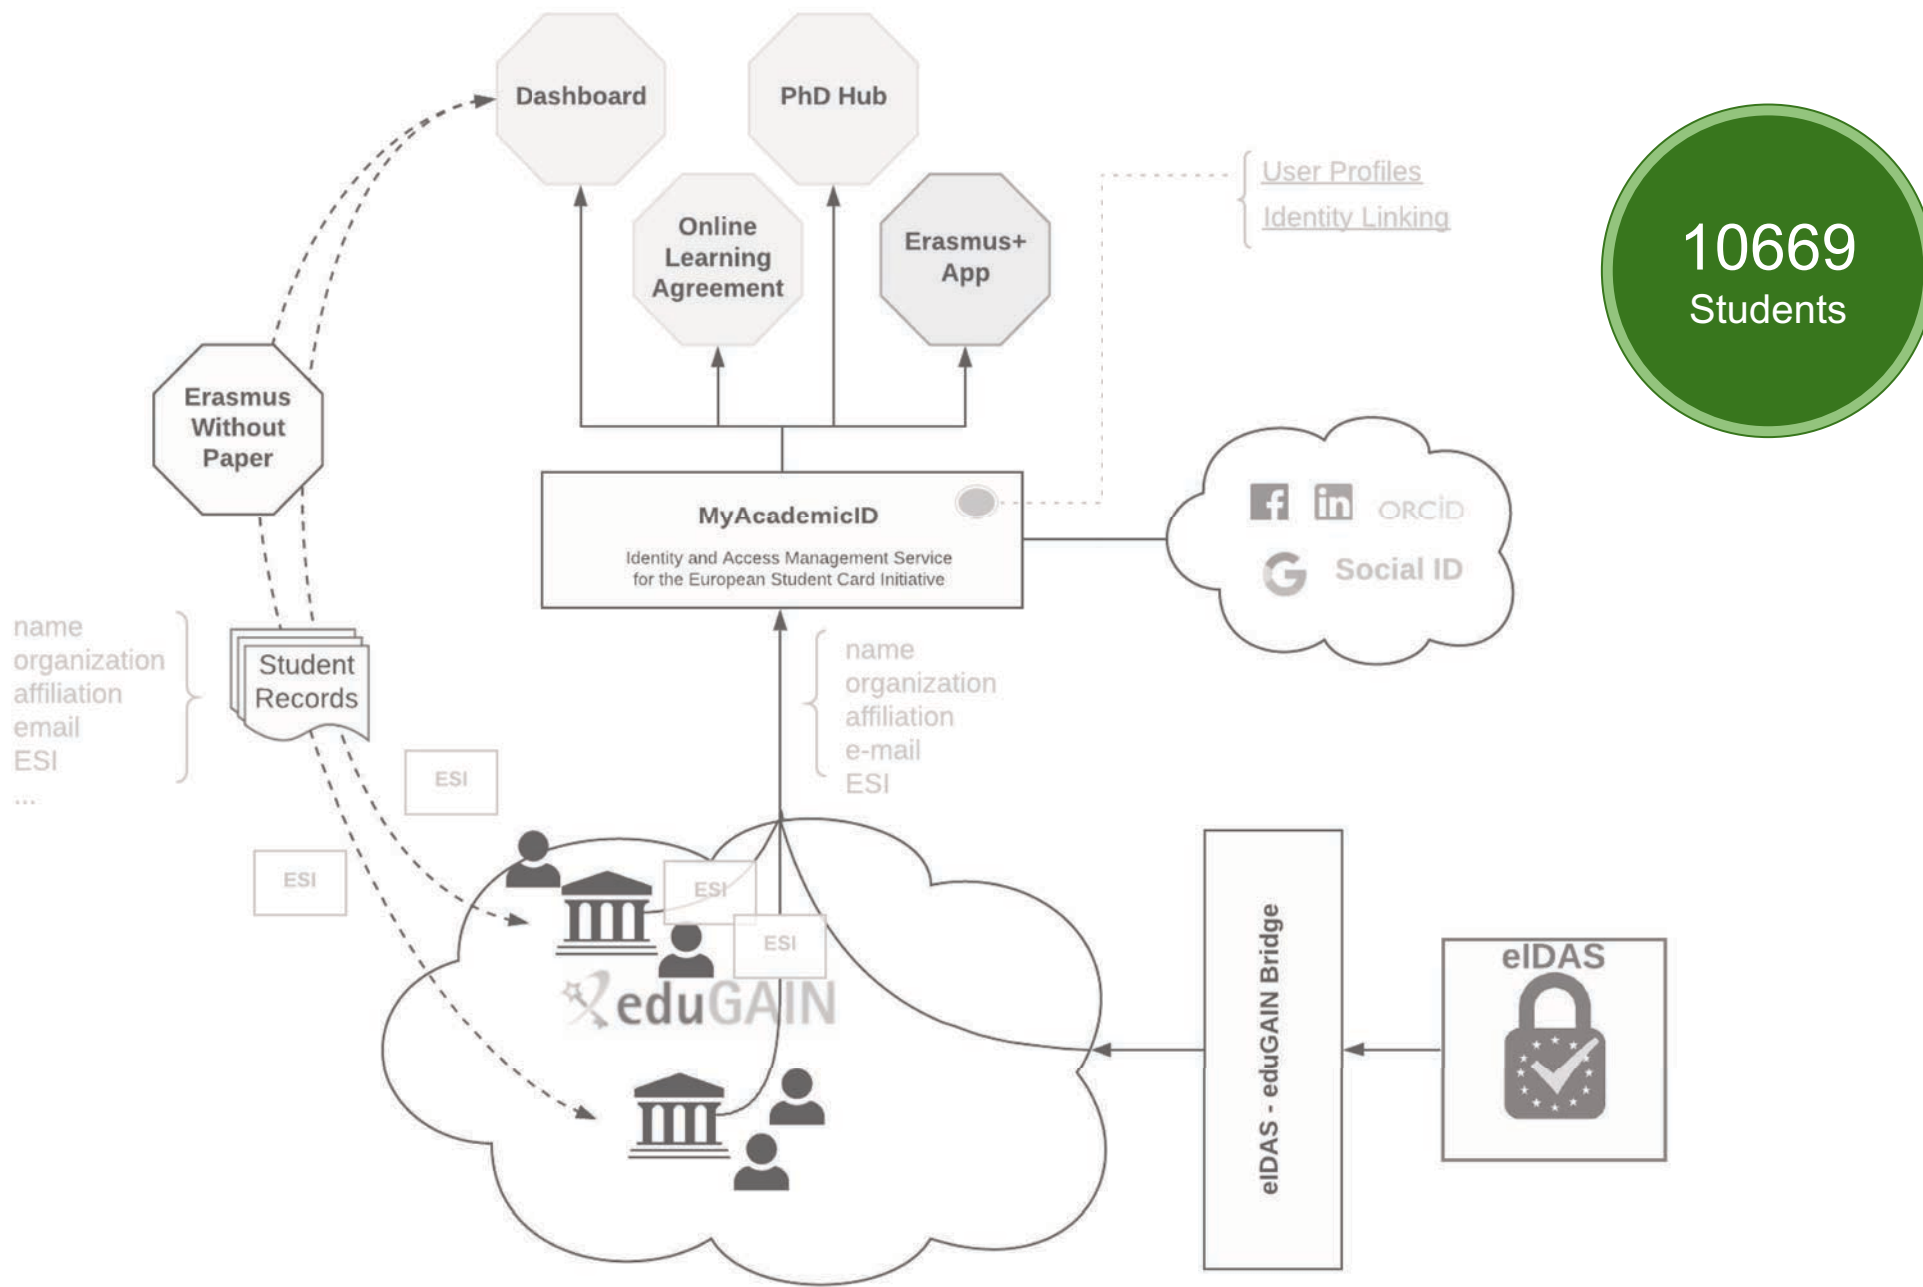 Dashboard
PhD Hub
Online
Learning
Agreement
Erasmus+
App
User Profiles
Identity Linking
10669
Students
Erasmus
Without
Paper
MyAcademicID
Identity and Access Management Service
for the European Student Card Initiative
f
in
ORCiD
G
Social ID
name
organization
affiliation
email
ESI
...
Student
Records
name
organization
affiliation
e-mail
ESI
ESI
ESI
ESI
ESI
eduGAIN
eIDAS - eduGAIN Bridge
eIDAS